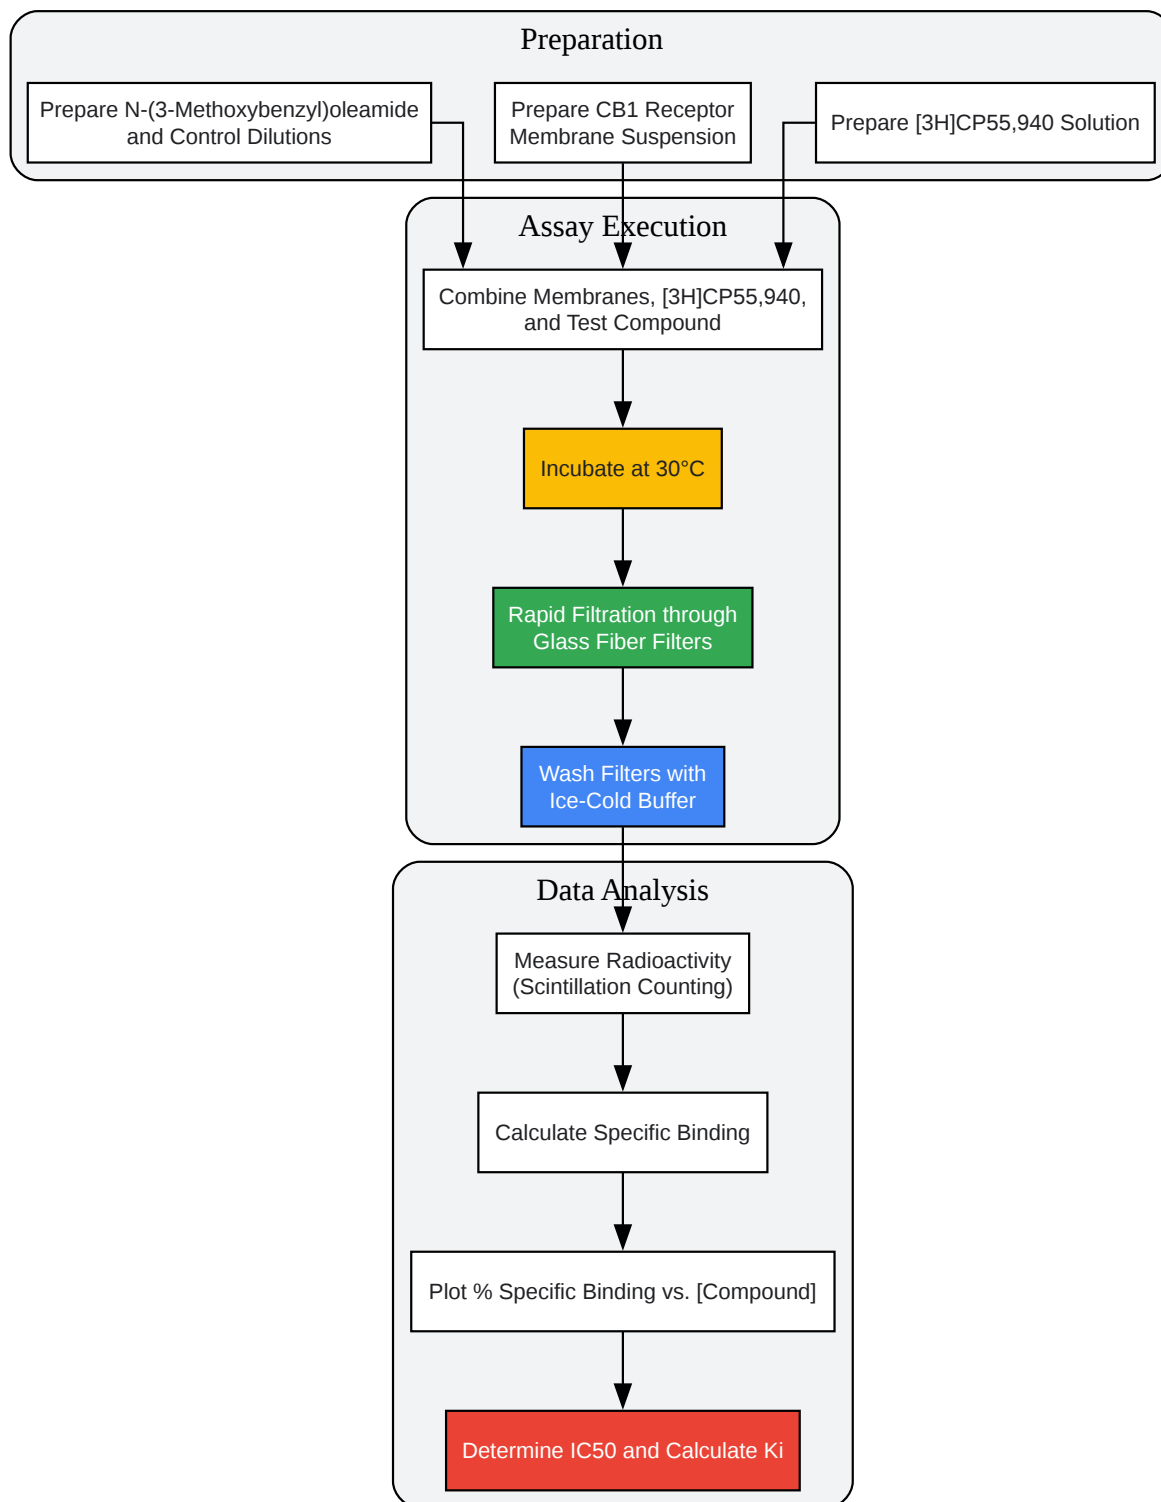 Preparation
Prepare N-(3-Methoxybenzyl)oleamide
and Control Dilutions
Prepare CB1 Receptor
Membrane Suspension
Prepare [3H]CP55,940 Solution
Assay Execution
Combine Membranes, [3H]CP55,940,
and Test Compound
Incubate at 30°C
Rapid Filtration through
Glass Fiber Filters
Wash Filters with
Ice-Cold Buffer
Data Analysis
Measure Radioactivity
(Scintillation Counting)
Calculate Specific Binding
Plot % Specific Binding vs. [Compound]
Determine IC50 and Calculate Ki